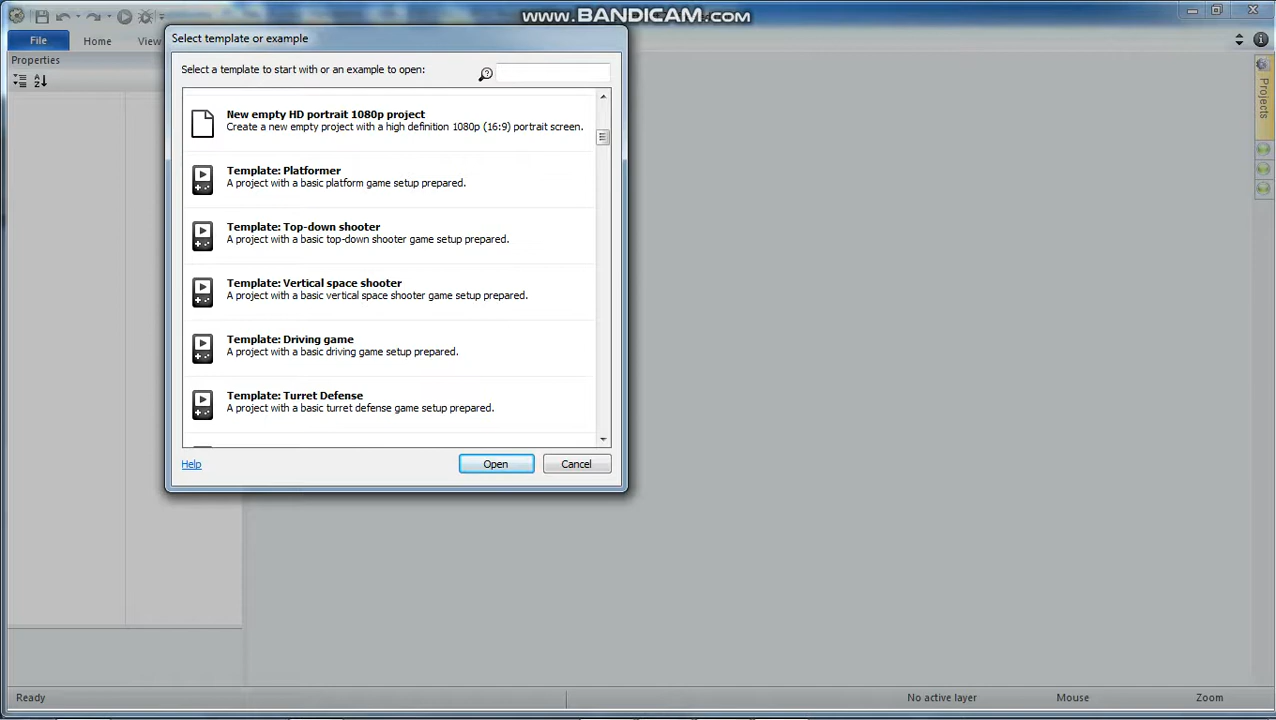 www.BANDICAM.com
Select template or example
File
Home
View
Properties
Select a template to start with or an example to open:
New empty HD portrait 1080p project
Create a new empty project with a high definition 1080p (16:9) portrait screen.
Template: Platformer
A project with a basic platform game setup prepared.
Template: Top-down shooter
A project with a basic top-down shooter game setup prepared.
Template: Vertical space shooter
A project with a basic vertical space shooter game setup prepared.
Template: Driving game
A project with a basic driving game setup prepared.
Template: Turret Defense
A project with a basic turret defense game setup prepared.
Help
Open
Cancel
Projects
Ready
No active layer
Mouse
Zoom